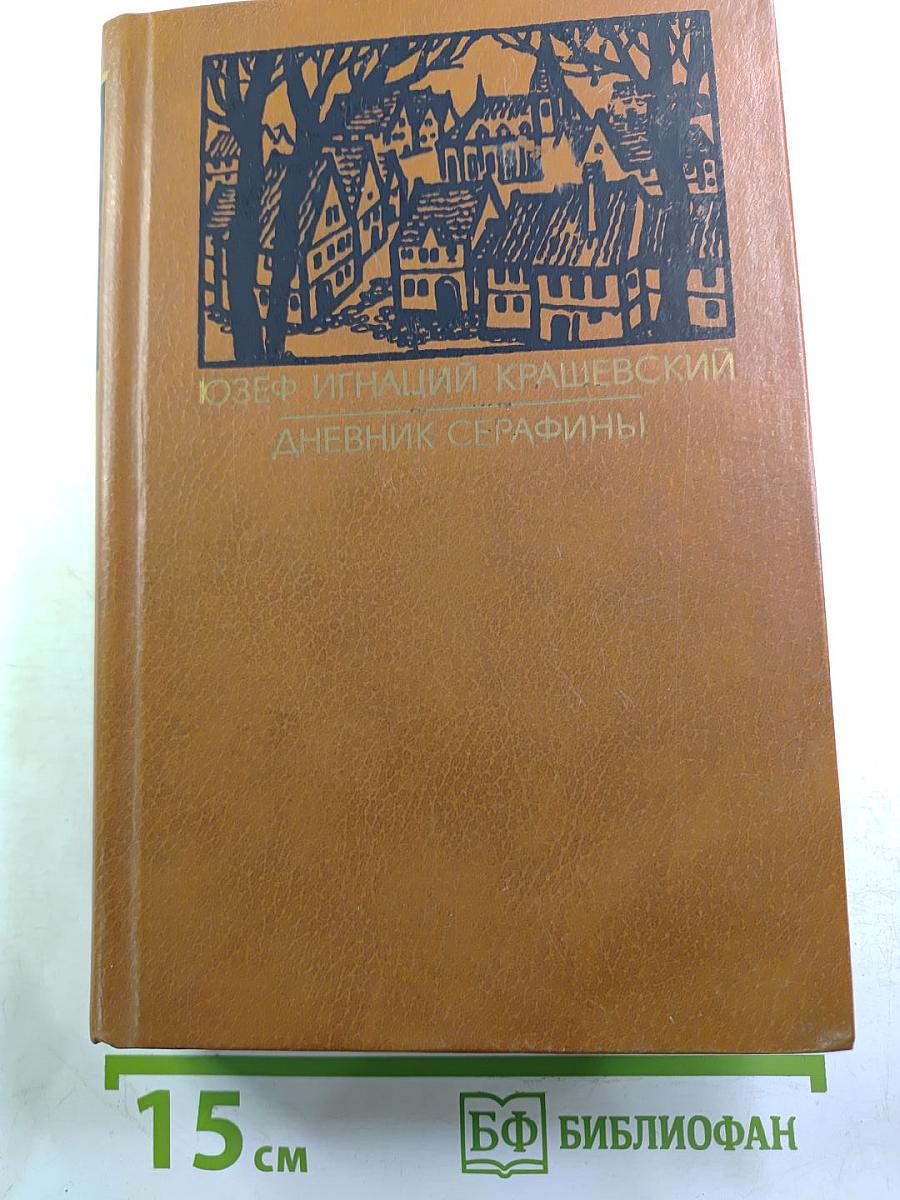 ЮЗЕФ ИГНАЦИЙ КРАШЕВСКИЙ
ДНЕВНИК СЕРАФИНЫ
15 см
БФ БИБЛИОФАН